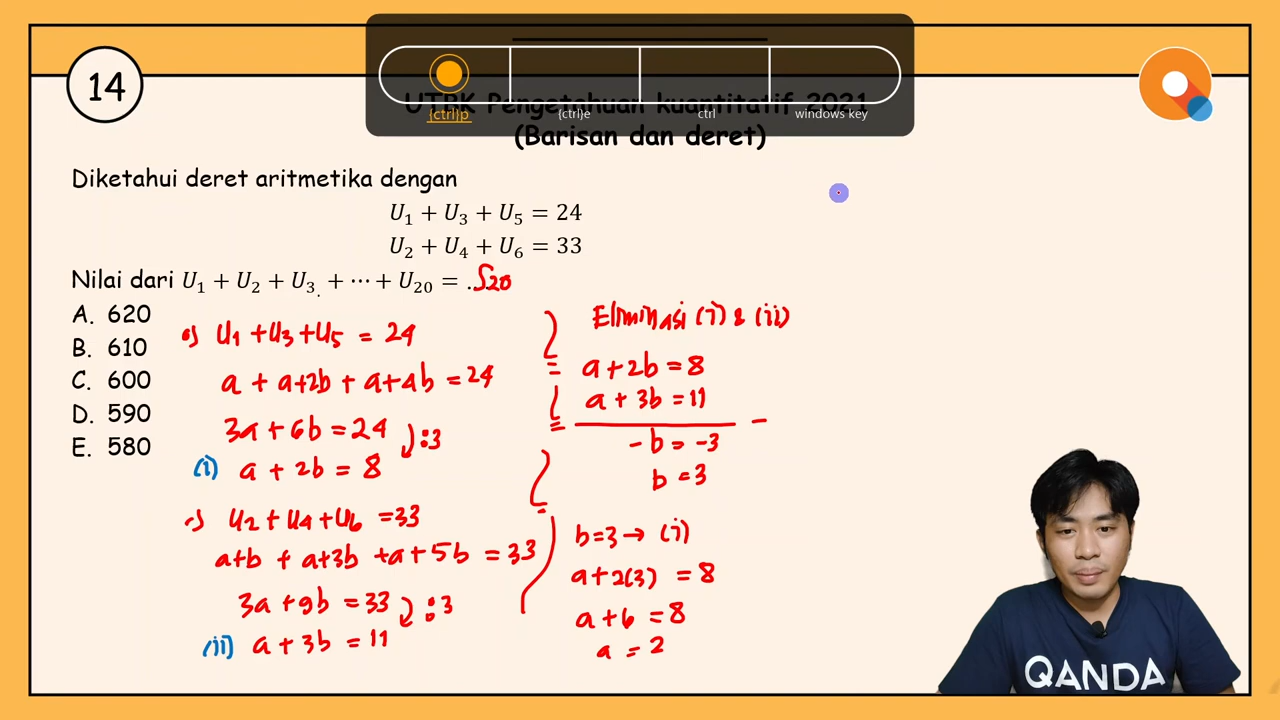 14
UTBK Pengetahuan kuantitatif 2021
(Barisan dan deret)
{ctrl}p
{ctrl}e
ctrl
windows key
Diketahui deret aritmetika dengan
U₁ + U₃ + U₅ = 24
U₂ + U₄ + U₆ = 33
Nilai dari U₁ + U₂ + U₃ + ⋯ + U₂₀ = . S₂₀
A. 620
B. 610
C. 600
D. 590
E. 580
•) U₁ + U₃ + U₅ = 24
a + a+2b + a+4b = 24
3a + 6b = 24 :3
(i) a + 2b = 8
•) U₂ + U₄ + U₆ = 33
a+b + a+3b + a+5b = 33
3a + 9b = 33 :3
(ii) a + 3b = 11
Eliminasi (i) & (ii)
a + 2b = 8
a + 3b = 11
-b = -3
b = 3
b = 3 → (i)
a + 2(3) = 8
a + 6 = 8
a = 2
QANDA